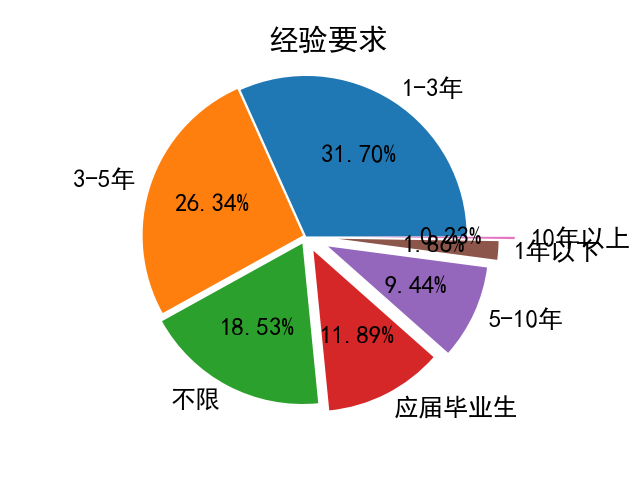 经验要求
1-3年
31.70%
3-5年
26.34%
不限
18.53%
应届毕业生
11.89%
5-10年
9.44%
1年以下
1.86%
10年以上
0.23%